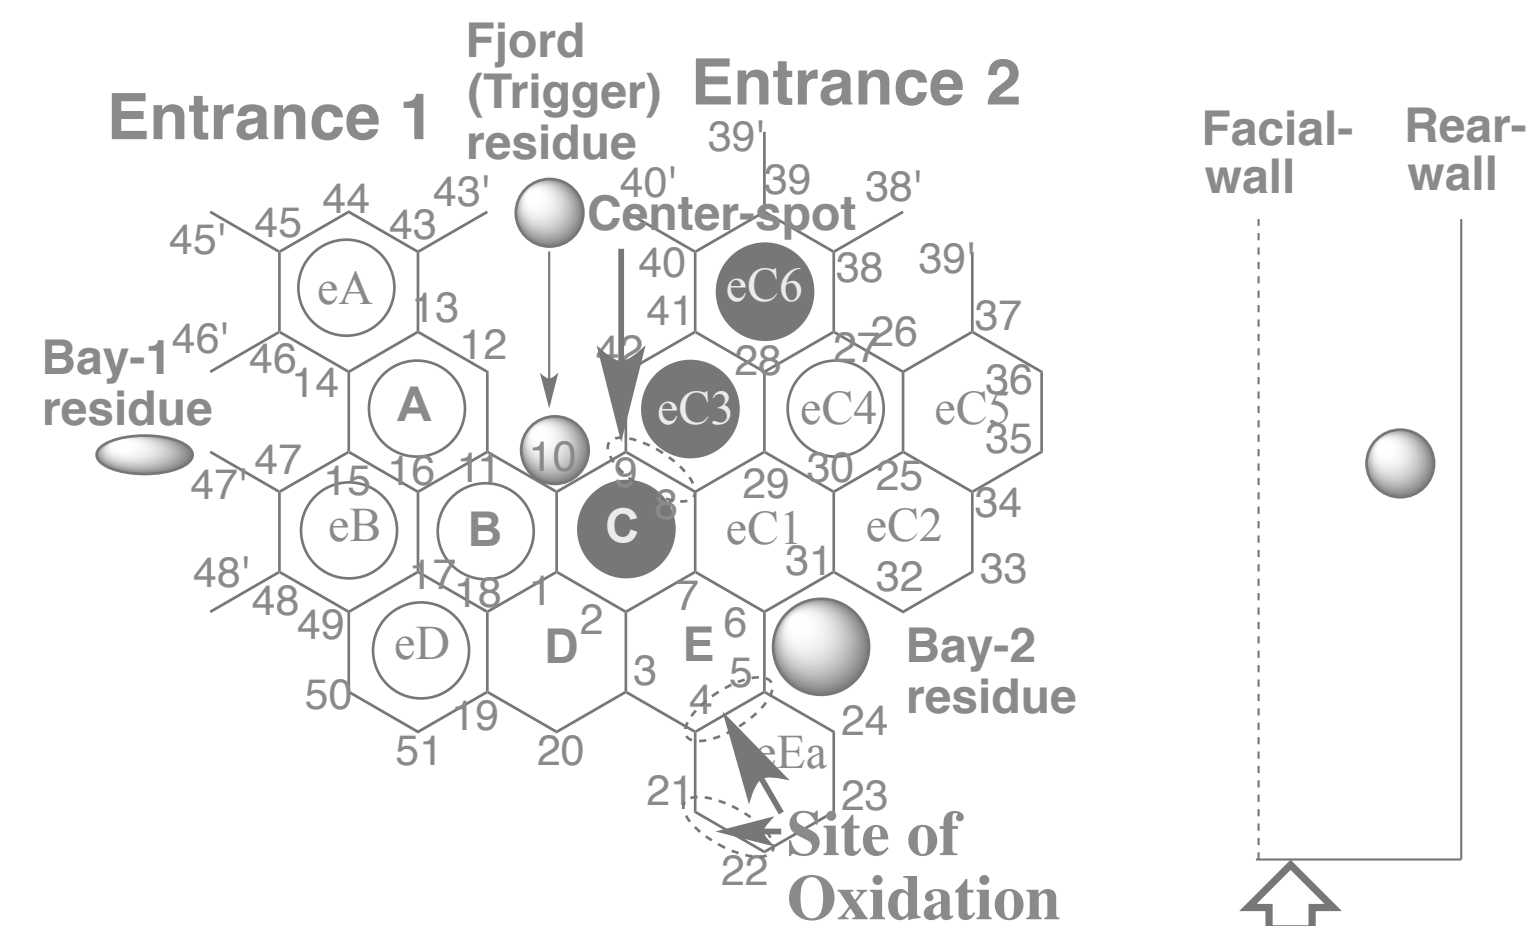 Fjord
(Trigger)
residue
Entrance 1
Entrance 2
Facial-
wall
Rear-
wall
39'
44
43'
40'
39
38'
45
43
Center-spot
45'
40
38
39'
eA
eC6
13
41
37
46'
12
42
27
26
Bay-1
residue
46
14
28
36
A
eC3
eC4
eC5
35
47
47'
15
16
11
10
9
8
29
30
25
34
eB
B
C
eC1
eC2
31
48'
17
18
1
32
33
48
49
2
7
6
eD
D
E
Bay-2
residue
3
5
50
19
4
24
51
20
eEa
21
23
Site of
Oxidation
22